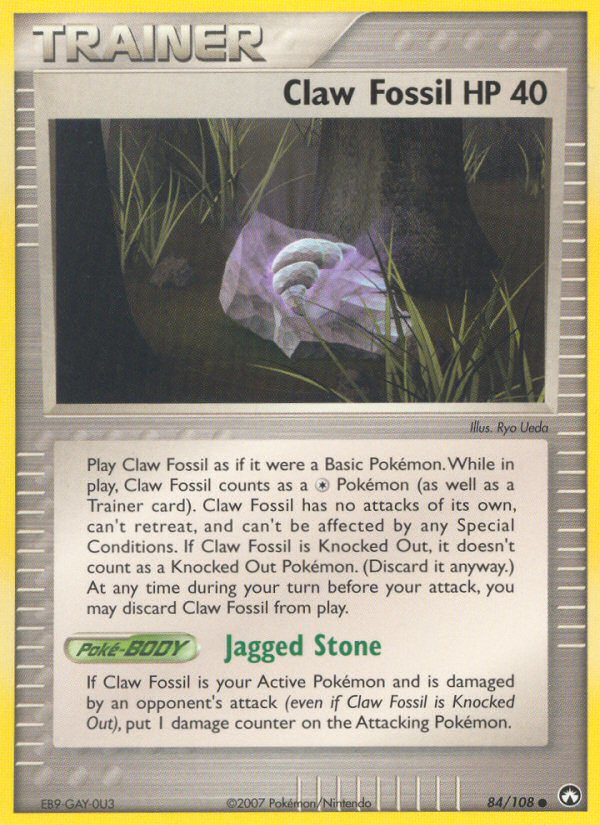 TRAINER
Claw Fossil HP 40
Illus. Ryo Ueda
Play Claw Fossil as if it were a Basic Pokémon. While in
play, Claw Fossil counts as a Pokémon (as well as a
Trainer card). Claw Fossil has no attacks of its own,
can't retreat, and can't be affected by any Special
Conditions. If Claw Fossil is Knocked Out, it doesn't
count as a Knocked Out Pokémon. (Discard it anyway.)
At any time during your turn before your attack, you
may discard Claw Fossil from play.
Poké-BODY Jagged Stone
If Claw Fossil is your Active Pokémon and is damaged
by an opponent's attack (even if Claw Fossil is Knocked
Out), put 1 damage counter on the Attacking Pokémon.
EB9-GAY-0U3 ©2007 Pokémon/Nintendo 84/108